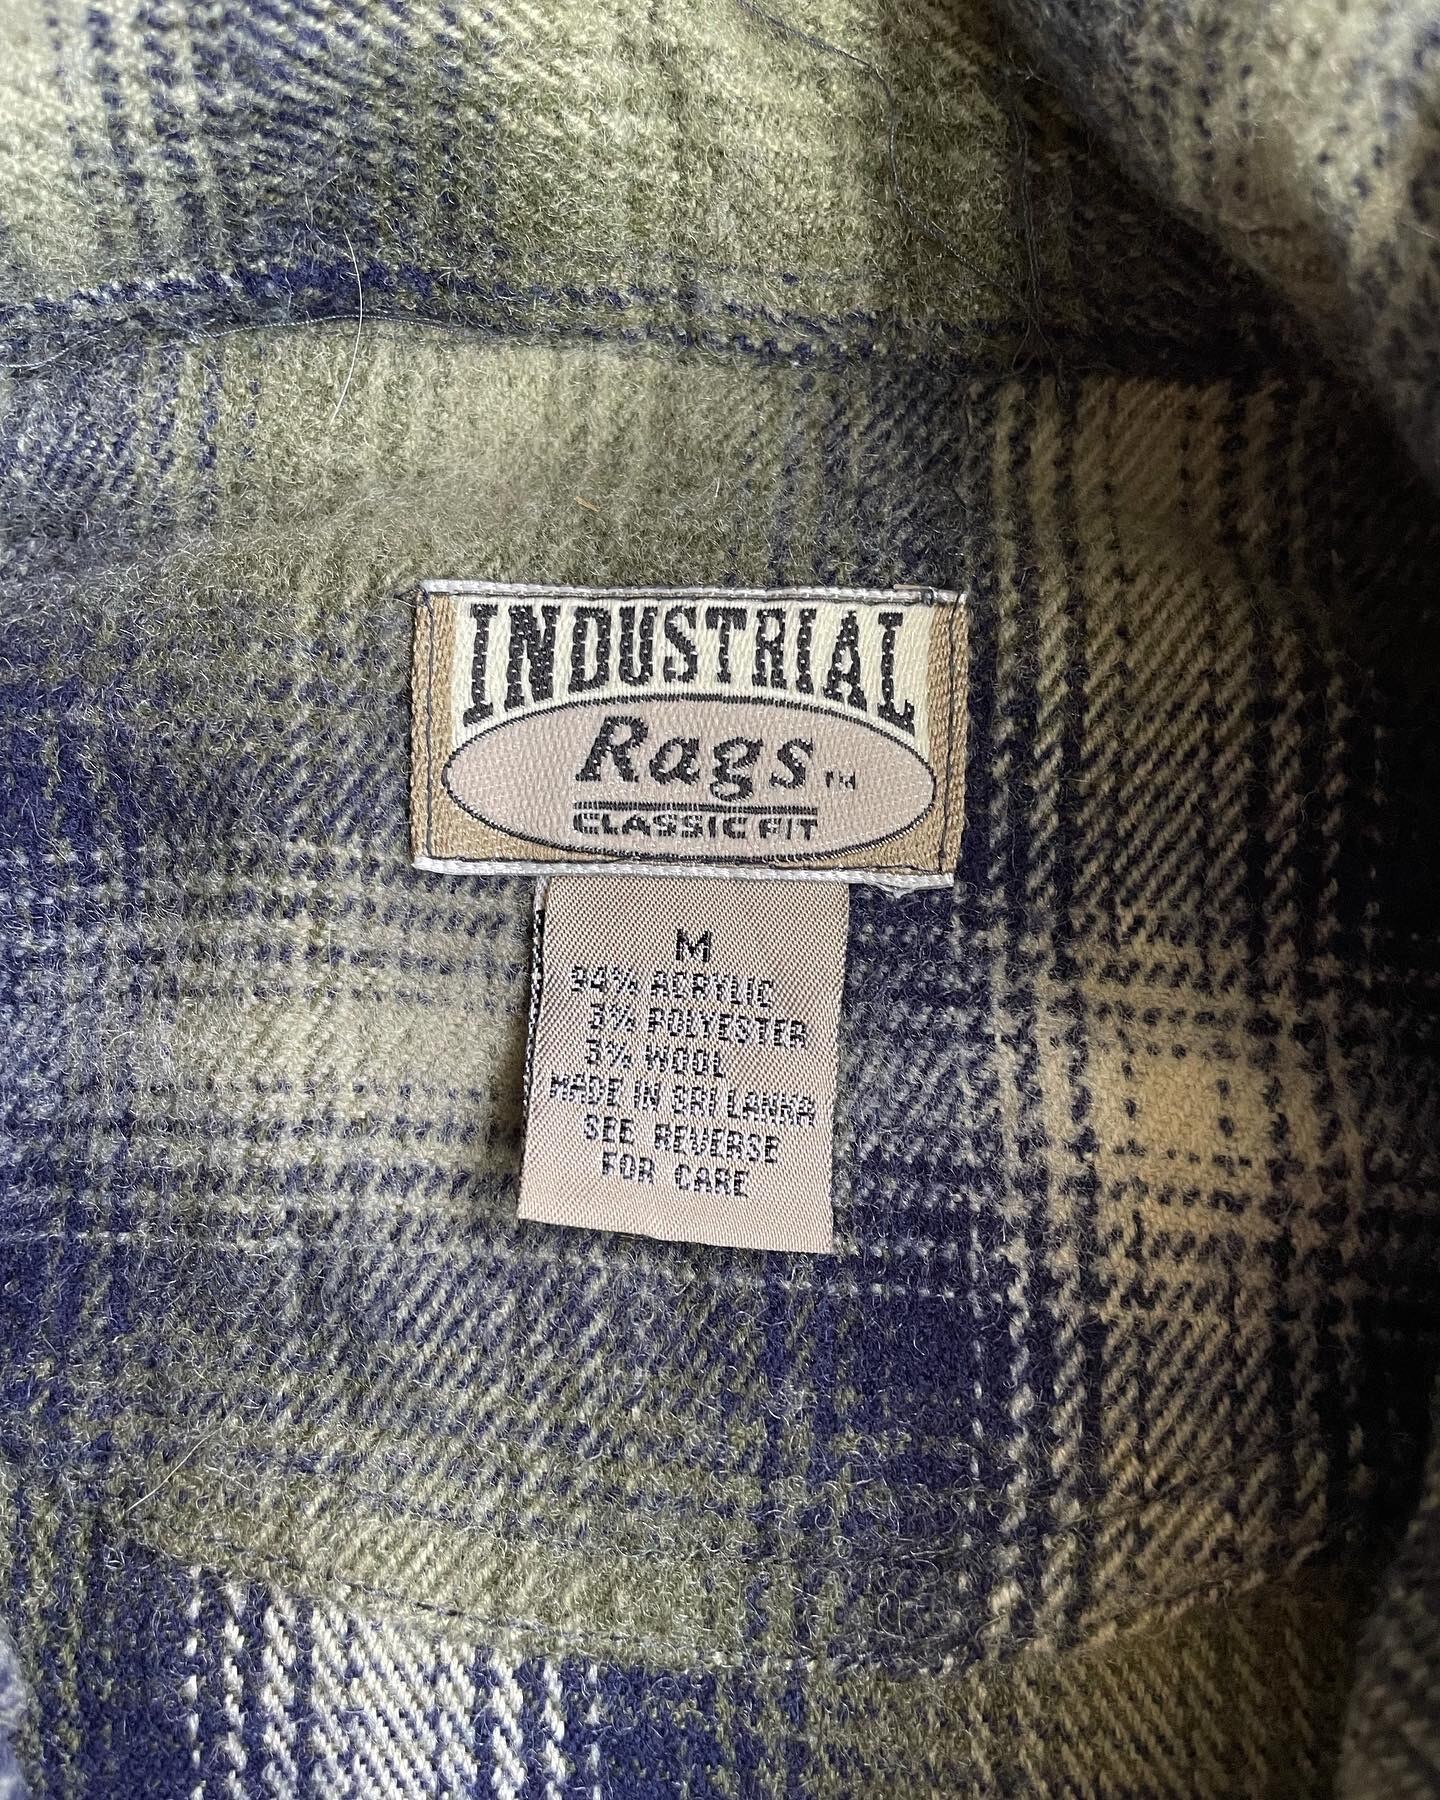 INDUSTRIAL
Rags TM
CLASSIC FIT
M
94% ACRYLIC
3% POLYESTER
3% WOOL
MADE IN SRI LANKA
SEE REVERSE
FOR CARE